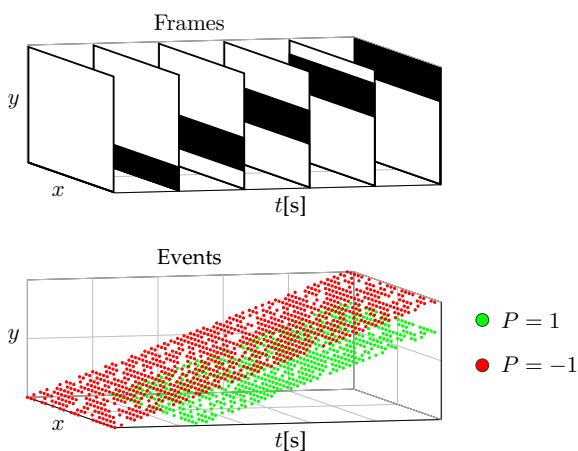 Frames
y
x
t[s]
Events
y
P = 1
P = −1
x
t[s]